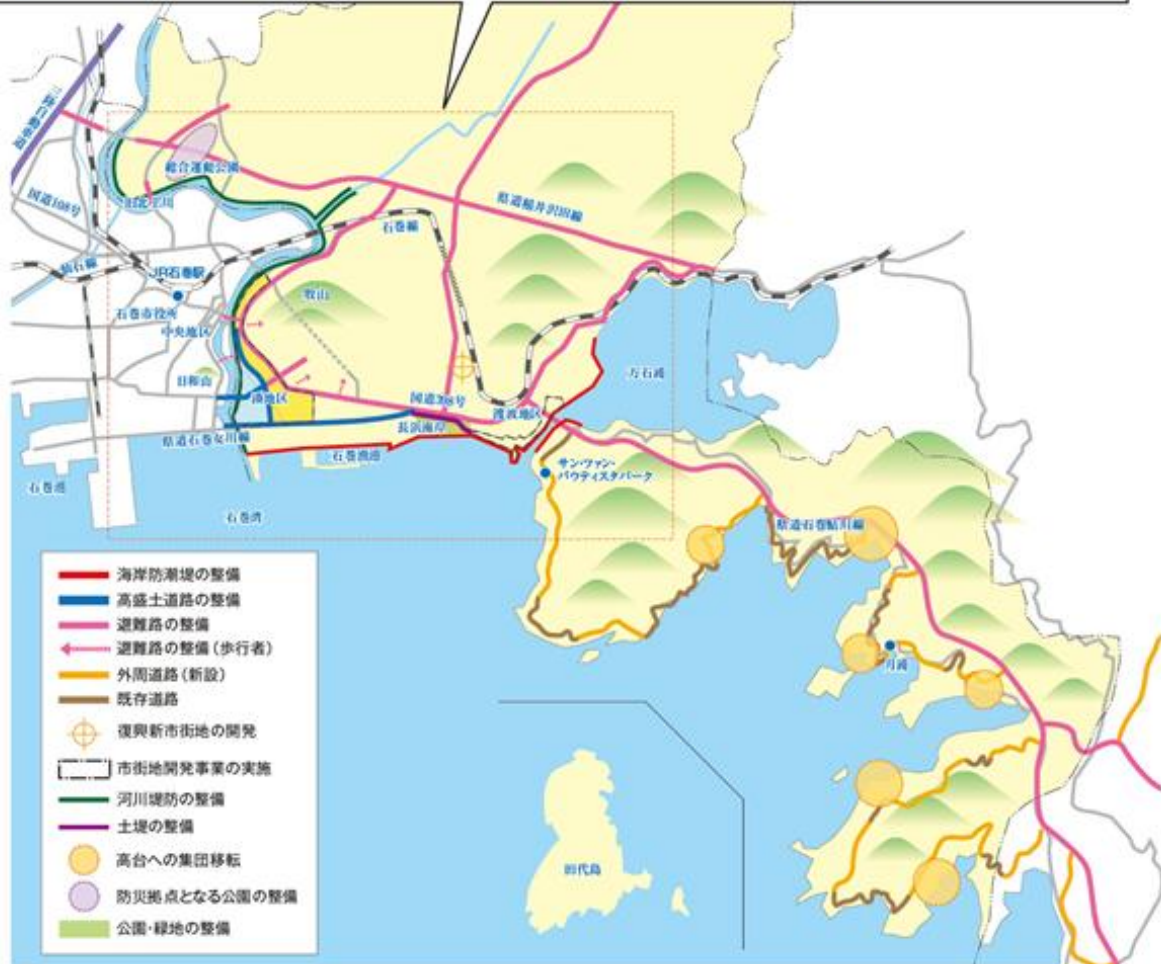 三陸自動車道
総合運動公園
国道108号
旧北上川
県道稲井沢田線
石巻線
仙石線
JR石巻駅
牧山
石巻市役所
中央地区
日和山
湊地区
国道398号
渡波地区
万石浦
長浜海岸
県道石巻女川線
石巻漁港
サン・ファン・
バウティスタパーク
石巻港
石巻湾
県道石巻鮎川線
月浦
田代島
海岸防潮堤の整備
高盛土道路の整備
避難路の整備
避難路の整備(歩行者)
外周道路(新設)
既存道路
復興新市街地の開発
市街地開発事業の実施
河川堤防の整備
土堤の整備
高台への集団移転
防災拠点となる公園の整備
公園・緑地の整備